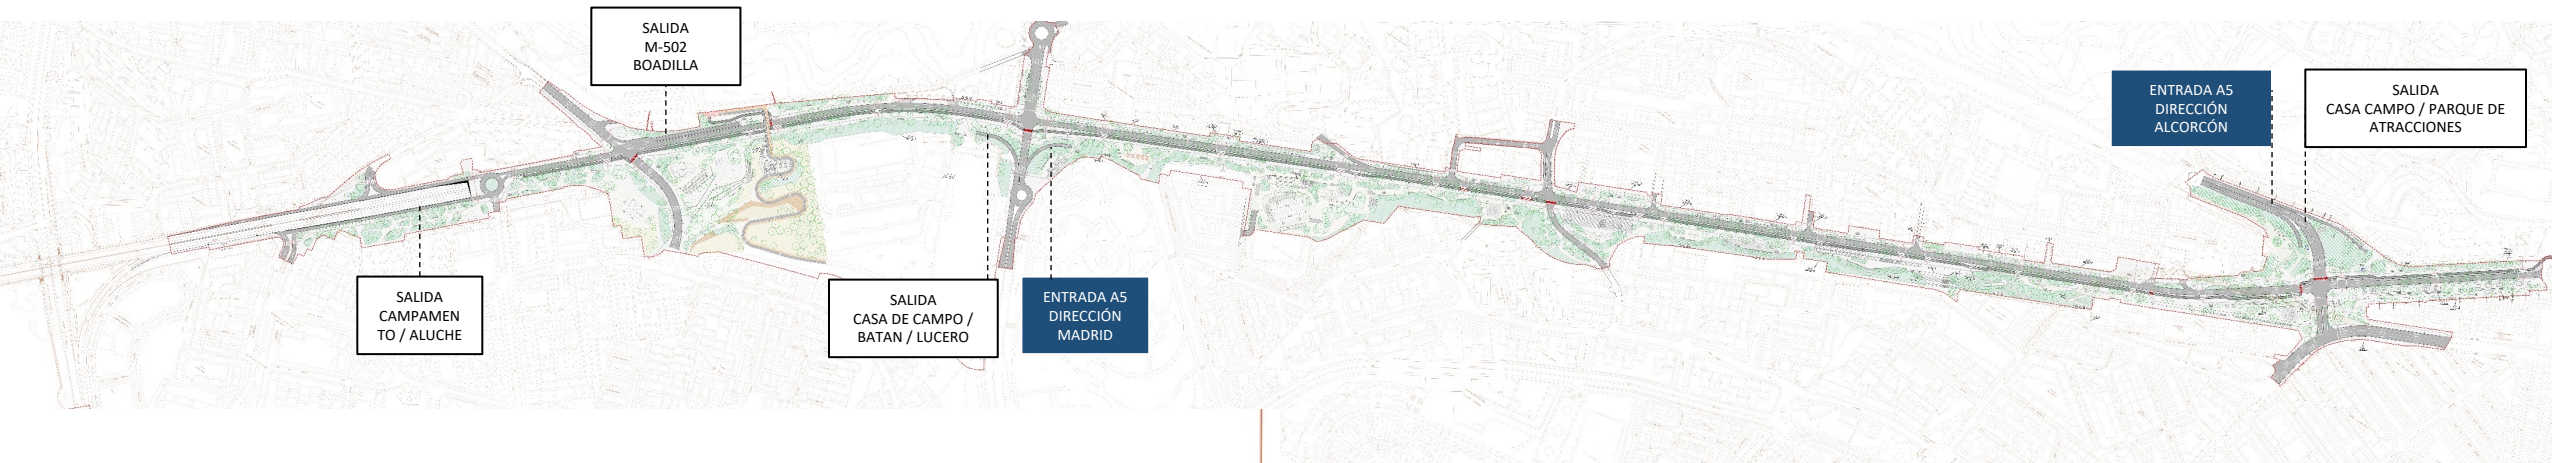 SALIDA
M-502
BOADILLA
ENTRADA A5
DIRECCIÓN
ALCORCÓN
SALIDA
CASA CAMPO / PARQUE DE
ATRACCIONES
SALIDA
CAMPAMEN
TO / ALUCHE
SALIDA
CASA DE CAMPO /
BATAN / LUCERO
ENTRADA A5
DIRECCIÓN
MADRID